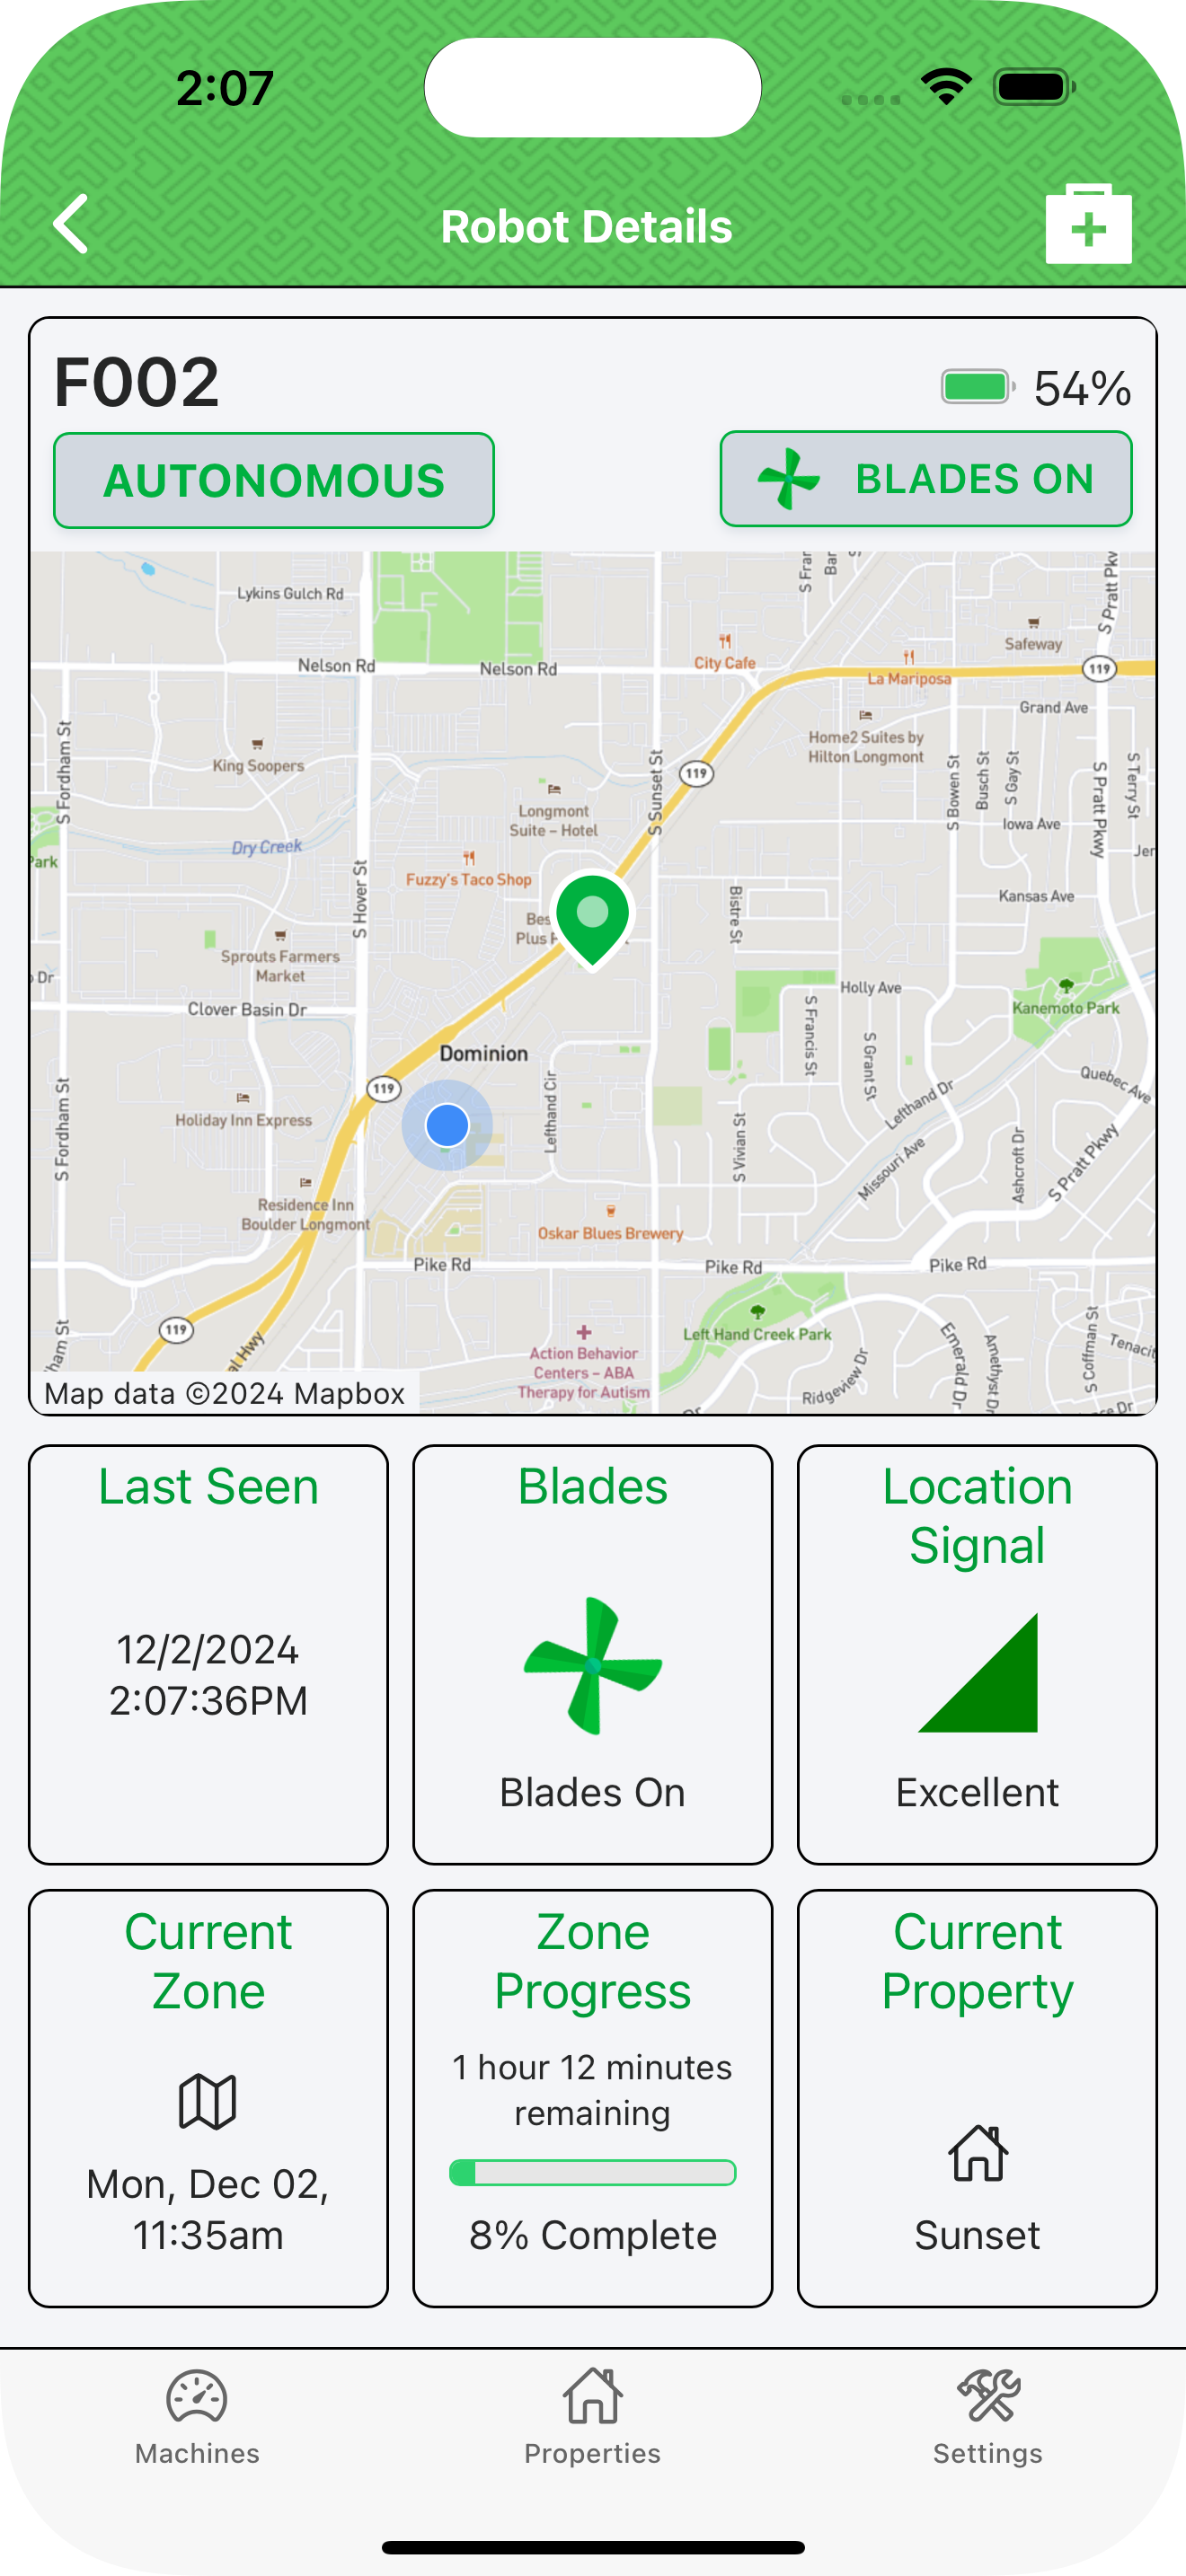 2:07
Robot Details
F002
54%
AUTONOMOUS
BLADES ON
Lykins Gulch Rd
Nelson Rd
Nelson Rd
City Cafe
La Mariposa
Safeway
119
S Pratt Pkwy
Grand Ave
King Soopers
S Fordham St
Home2 Suites by
Hilton Longmont
119
S Sunset St
Longmont
Suite – Hotel
S Bowen St
Busch St
S Gay St
S Pratt Pkwy
S Terry St
Iowa Ave
Dry Creek
Park
Fuzzy's Taco Shop
S Hover St
Kansas Ave
Bistre St
Plus
Sprouts Farmers
Market
Dr
Clover Basin Dr
Holly Ave
Kanemoto Park
S Francis St
S Grant St
Dominion
119
Quebec Ave
Lefthand Dr
Holiday Inn Express
Lefthand Cir
S Fordham St
S Vivian St
Missouri Ave
Ashcroft Dr
S Pratt Pkwy
Residence Inn
Boulder Longmont
Oskar Blues Brewery
Pike Rd
Pike Rd
Pike Rd
119
Left Hand Creek Park
Action Behavior
Centers – ABA
Therapy for Autism
Ridgeview Dr
Emerald Dr
Amethyst Dr
S Coffman St
Map data ©2024 Mapbox
Last Seen
12/2/2024
2:07:36PM
Blades
Blades On
Location
Signal
Excellent
Current
Zone
Mon, Dec 02,
11:35am
Zone
Progress
1 hour 12 minutes
remaining
8% Complete
Current
Property
Sunset
Machines
Properties
Settings